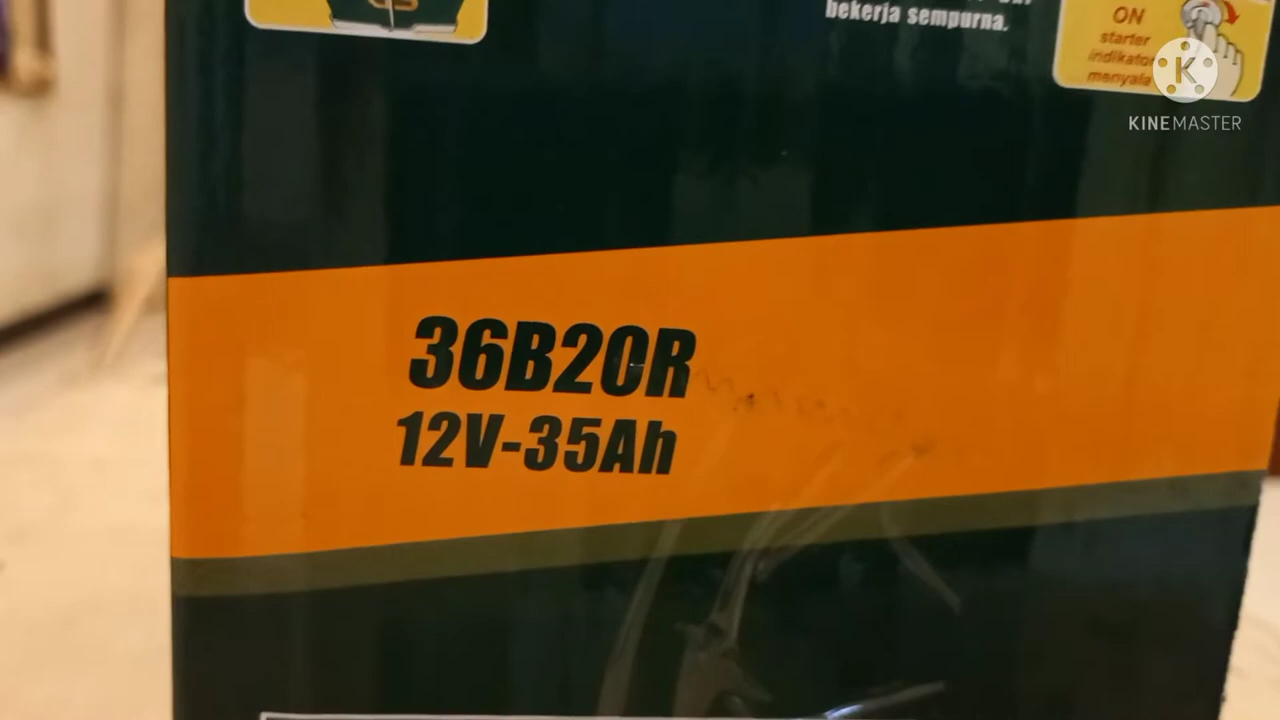 bekerja sempurna.
ON
starter
indikator
menyala
K
KINEMASTER
36B20R
12V-35Ah